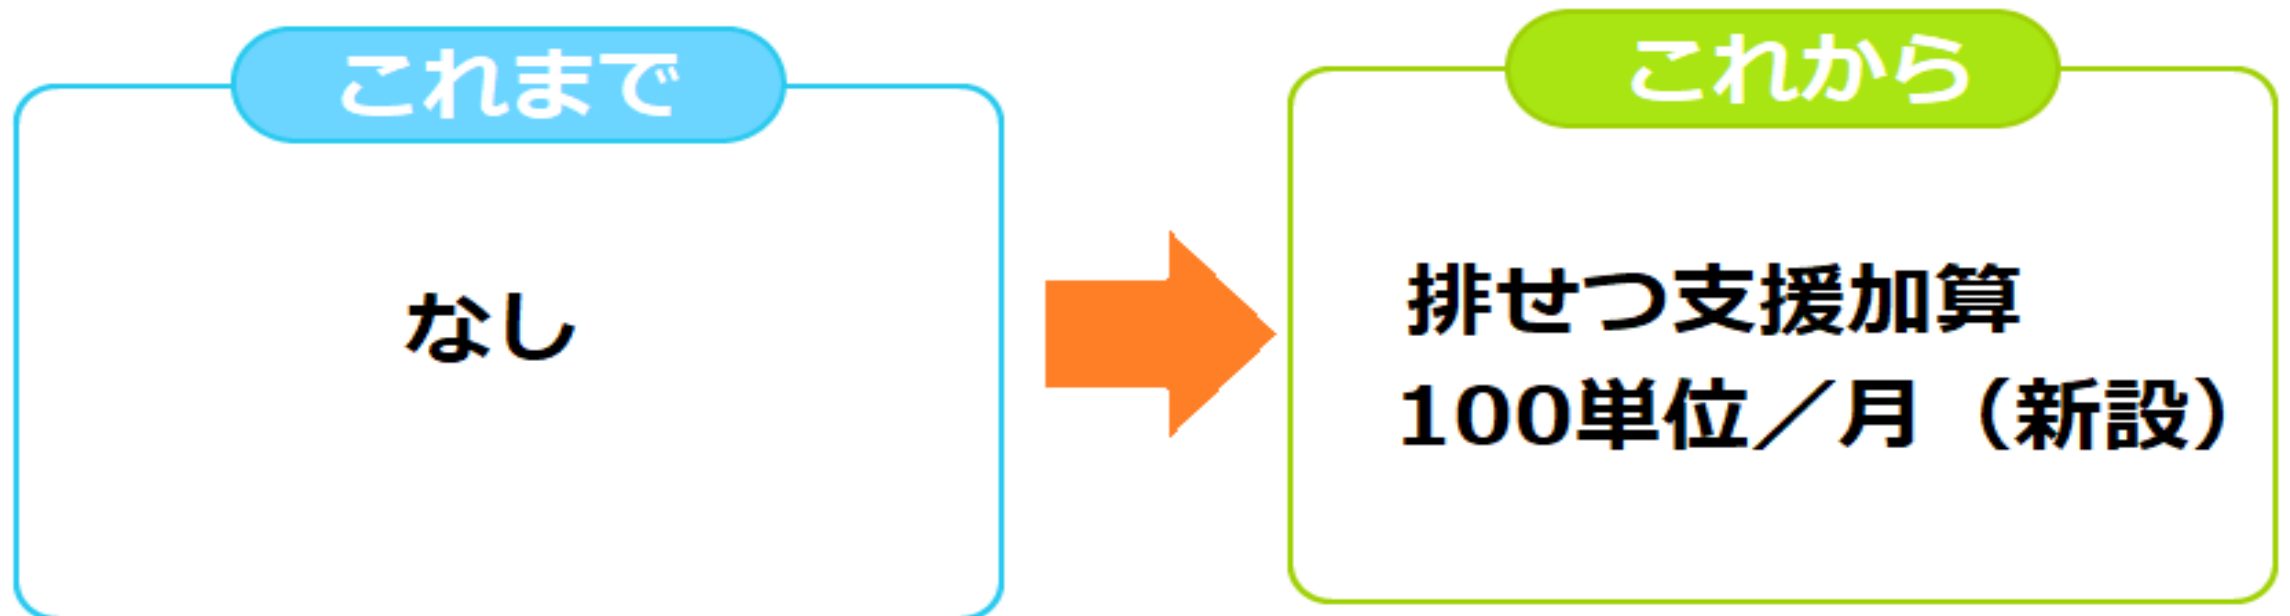 これまで
なし
これから
排せつ支援加算
100単位／月（新設）